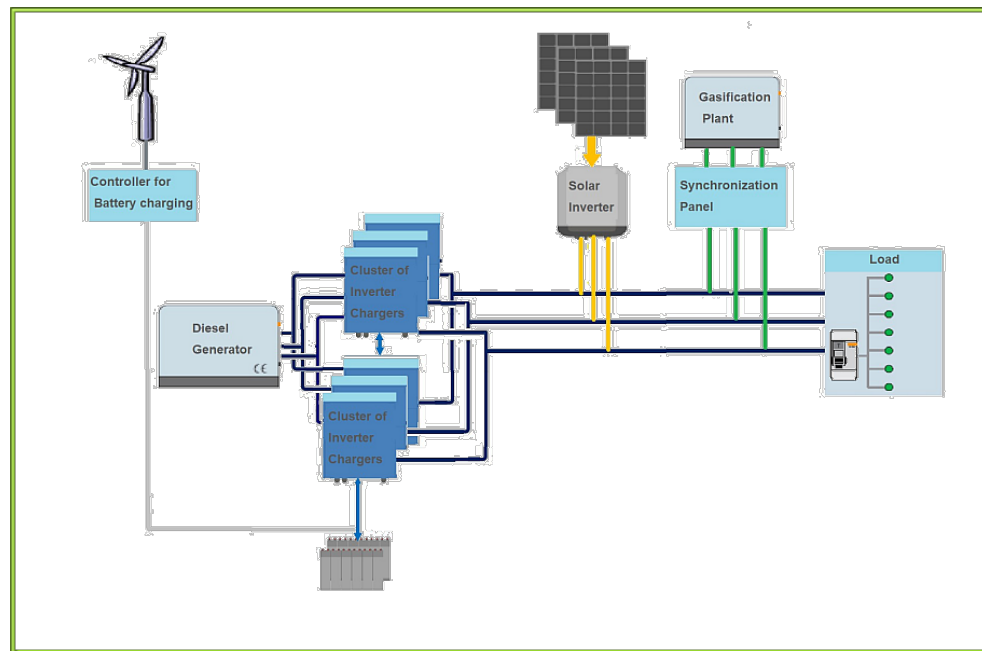 Controller for
Battery charging
Solar
Inverter
Gasification
Plant
Synchronization
Panel
Load
Cluster of
Inverter
Chargers
Diesel
Generator
CE
Cluster of
Inverter
Chargers